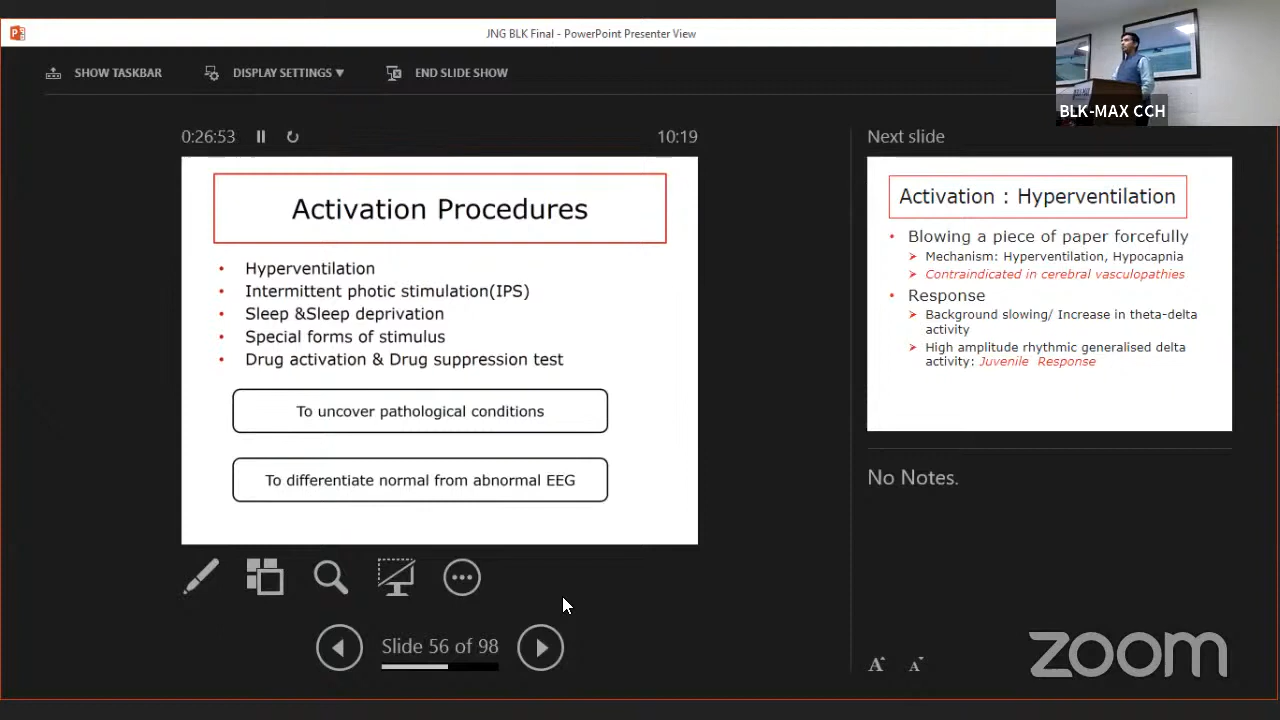 JNG BLK Final - PowerPoint Presenter View
SHOW TASKBAR
DISPLAY SETTINGS ▼
END SLIDE SHOW
BLK-MAX CCH
0:26:53
10:19
Activation Procedures
• Hyperventilation
• Intermittent photic stimulation(IPS)
• Sleep &Sleep deprivation
• Special forms of stimulus
• Drug activation & Drug suppression test
To uncover pathological conditions
To differentiate normal from abnormal EEG
Slide 56 of 98
Next slide
Activation : Hyperventilation
• Blowing a piece of paper forcefully
➢ Mechanism: Hyperventilation, Hypocapnia
➢ Contraindicated in cerebral vasculopathies
• Response
➢ Background slowing/ Increase in theta-delta
activity
➢ High amplitude rhythmic generalised delta
activity: Juvenile Response
No Notes.
A A
zoom